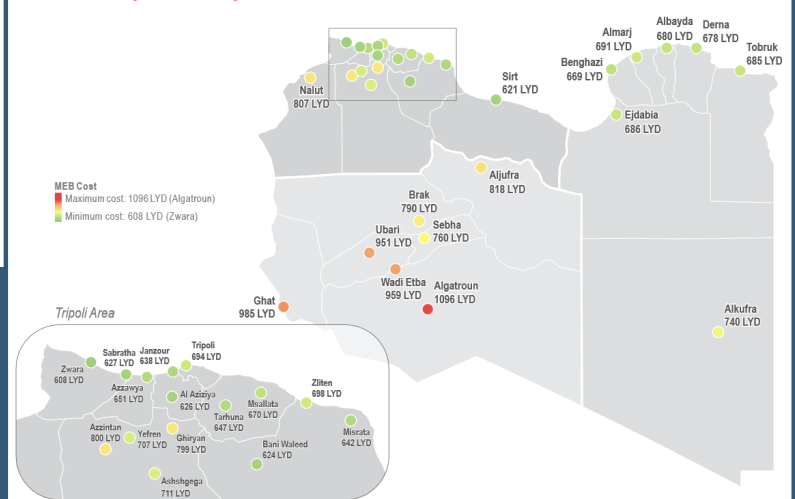 Albayda
680 LYD
Derna
678 LYD
Almarj
691 LYD
Tobruk
685 LYD
Benghazi
669 LYD
Sirt
621 LYD
Nalut
807 LYD
Ejdabia
686 LYD
Aljufra
818 LYD
MEB Cost
Maximum cost: 1096 LYD (Algatroun)
Minimum cost: 608 LYD (Zwara)
Brak
790 LYD
Sebha
760 LYD
Ubari
951 LYD
Wadi Etba
959 LYD
Algatroun
1096 LYD
Ghat
985 LYD
Alkufra
740 LYD
Tripoli Area
Tripoli
694 LYD
Sabratha
627 LYD
Janzour
638 LYD
Zwara
608 LYD
Azzawya
651 LYD
Al Aziziya
626 LYD
Zliten
698 LYD
Msallata
670 LYD
Tarhuna
647 LYD
Misrata
642 LYD
Azzintan
800 LYD
Yefren
707 LYD
Ghiryan
799 LYD
Bani Waleed
624 LYD
Ashshgega
711 LYD